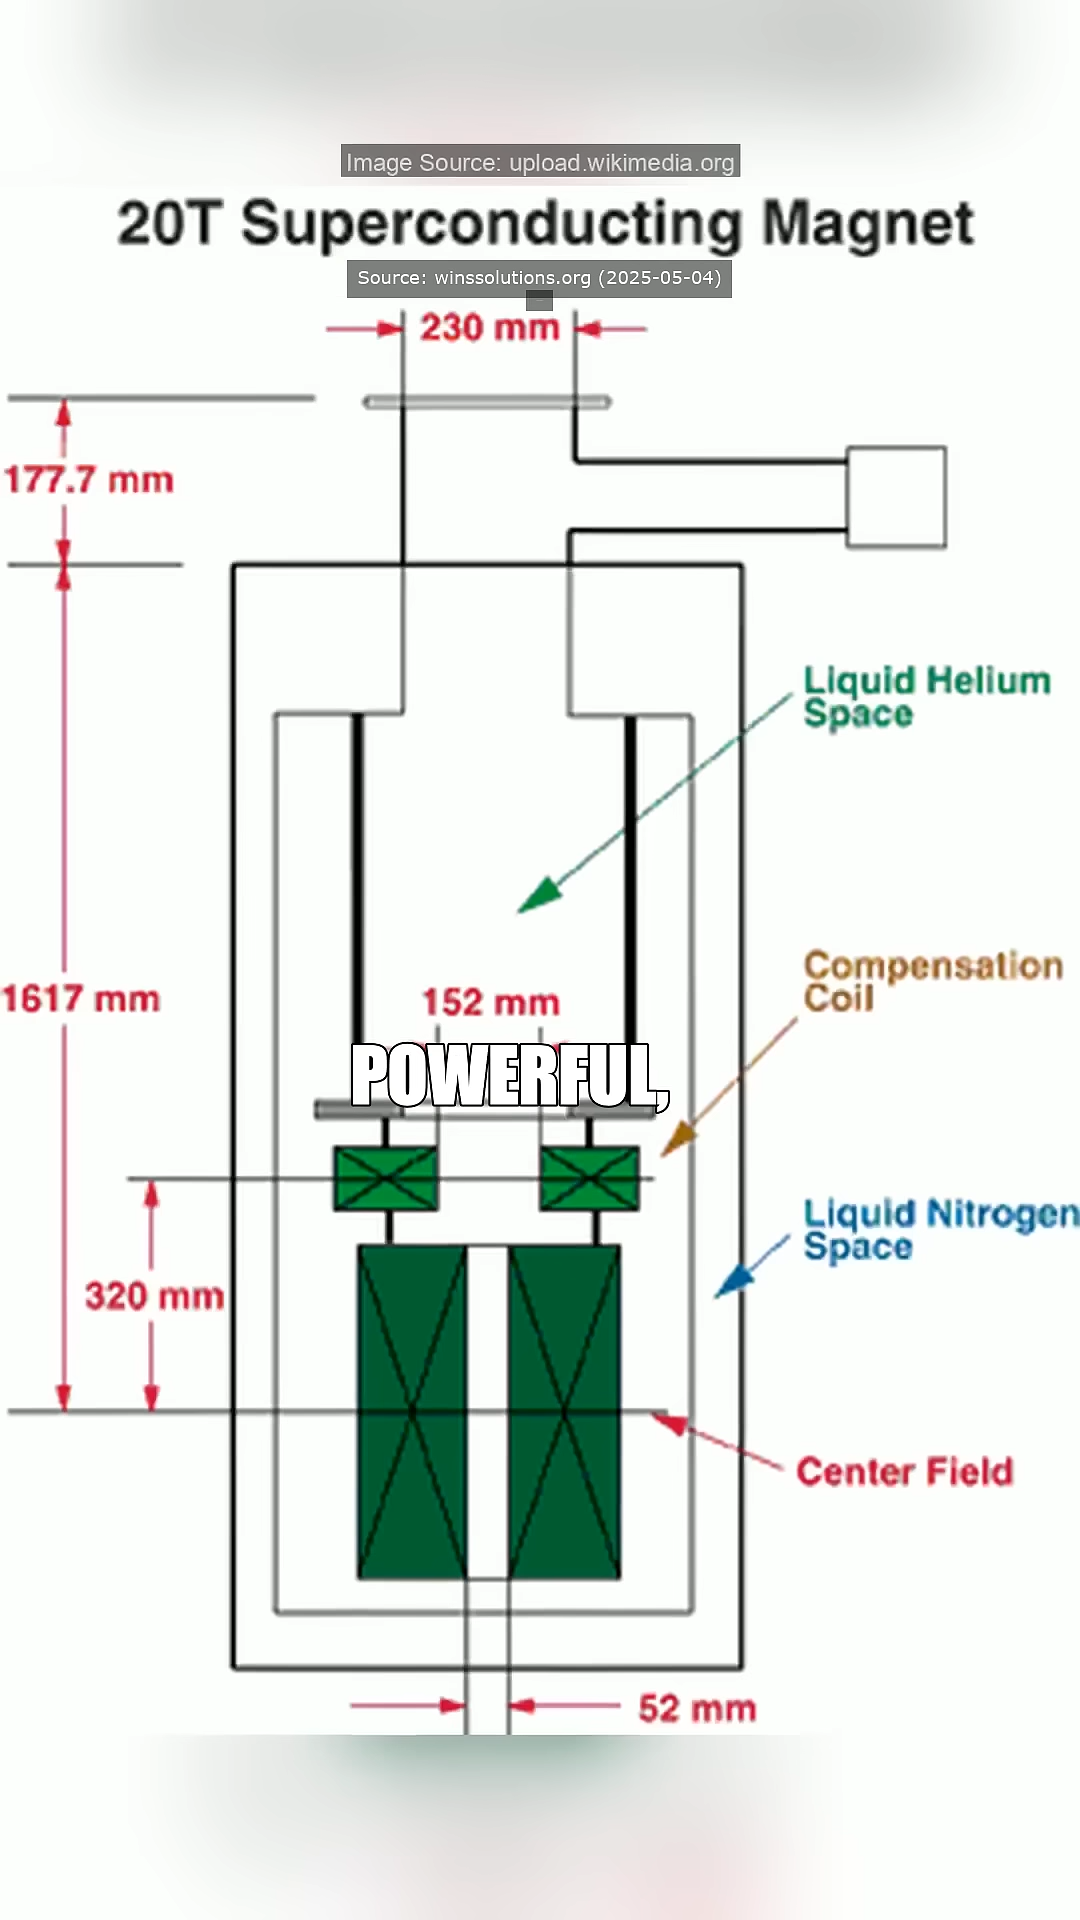 Image Source: upload.wikimedia.org
20T Superconducting Magnet
Source: winssolutions.org (2025-05-04)
230 mm
177.7 mm
Liquid Helium
Space
Compensation
Coil
1617 mm
152 mm
POWERFUL,
Liquid Nitrogen
Space
320 mm
Center Field
52 mm